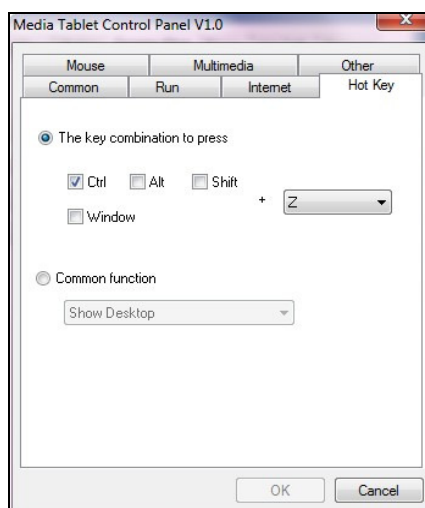 Media Tablet Control Panel V1.0
Mouse Multimedia Other
Common Run Internet Hot Key
The key combination to press
Ctrl Alt Shift
+ Z
Window
Common function
Show Desktop
OK Cancel